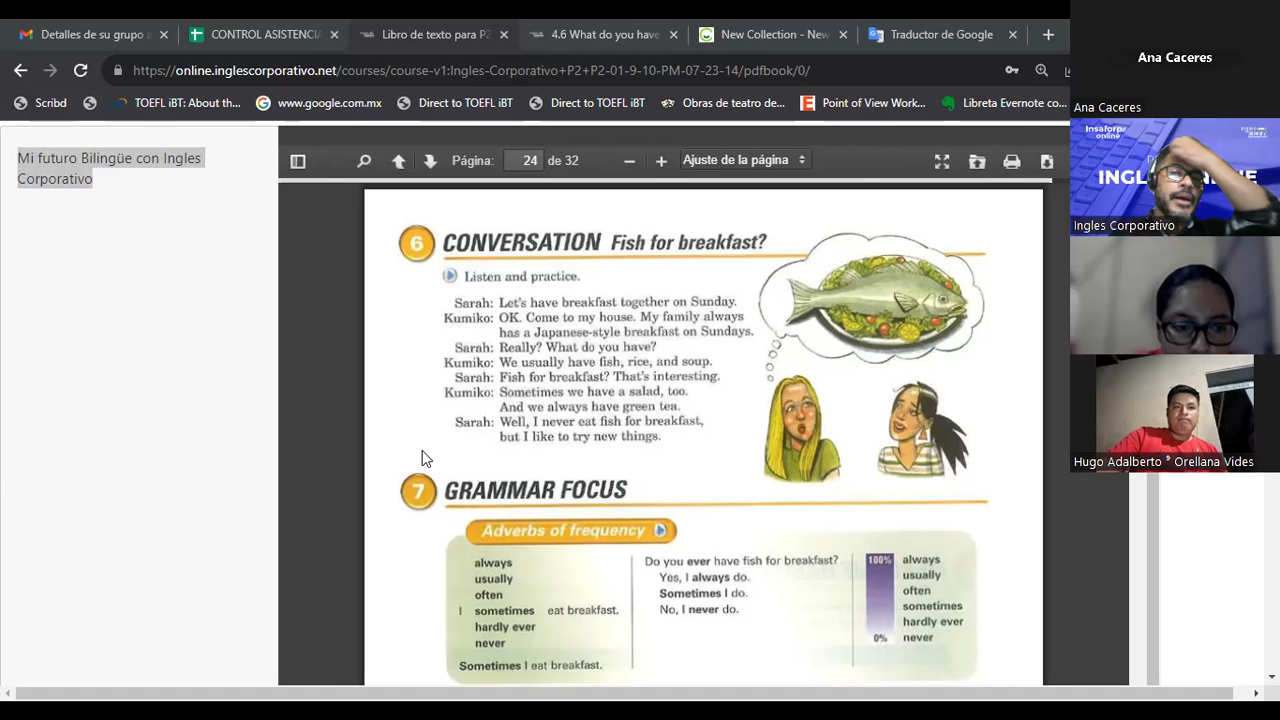 Detalles de su grupo
CONTROL ASISTENCI
Libro de texto para P2
4.6 What do you have
New Collection - New
Traductor de Google
https://online.inglescorporativo.net/courses/course-v1:Ingles-Corporativo+P2+P2-01-9-10-PM-07-23-14/pdfbook/0/
Scribd
TOEFL iBT: About th...
www.google.com.mx
Direct to TOEFL iBT
Direct to TOEFL iBT
Obras de teatro de...
Point of View Work...
Libreta Evernote co...
Mi futuro Bilingüe con Ingles
Corporativo
Página: 24 de 32
Ajuste de la página
6 CONVERSATION Fish for breakfast?
Listen and practice.
Sarah: Let's have breakfast together on Sunday.
Kumiko: OK. Come to my house. My family always
has a Japanese-style breakfast on Sundays.
Sarah: Really? What do you have?
Kumiko: We usually have fish, rice, and soup.
Sarah: Fish for breakfast? That's interesting.
Kumiko: Sometimes we have a salad, too.
And we always have green tea.
Sarah: Well, I never eat fish for breakfast,
but I like to try new things.
7 GRAMMAR FOCUS
Adverbs of frequency
always
usually
often
I sometimes eat breakfast.
hardly ever
never
Sometimes I eat breakfast.
Do you ever have fish for breakfast?
Yes, I always do.
Sometimes I do.
No, I never do.
100% always
usually
often
sometimes
hardly ever
0% never
Ana Caceres
Ana Caceres
Insaforp
online
INGL
NE
Ingles Corporativo
Hugo Adalberto Orellana Vides